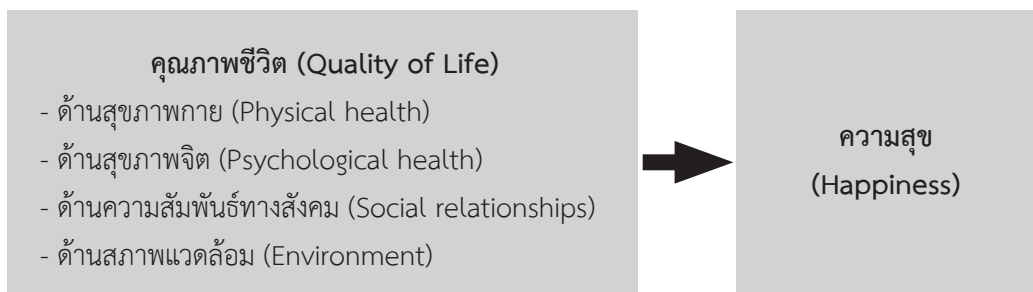 คุณภาพชีวิต (Quality of Life)
- ด้านสุขภาพกาย (Physical health)
- ด้านสุขภาพจิต (Psychological health)
- ด้านความสัมพันธ์ทางสังคม (Social relationships)
- ด้านสภาพแวดล้อม (Environment)
ความสุข
(Happiness)